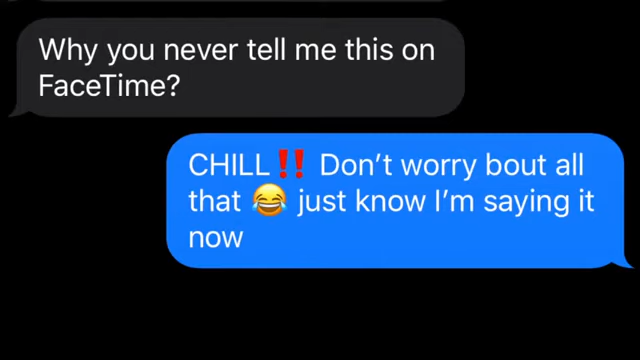 Why you never tell me this on
FaceTime?
CHILL‼️ Don’t worry bout all
that 😂 just know I’m saying it
now